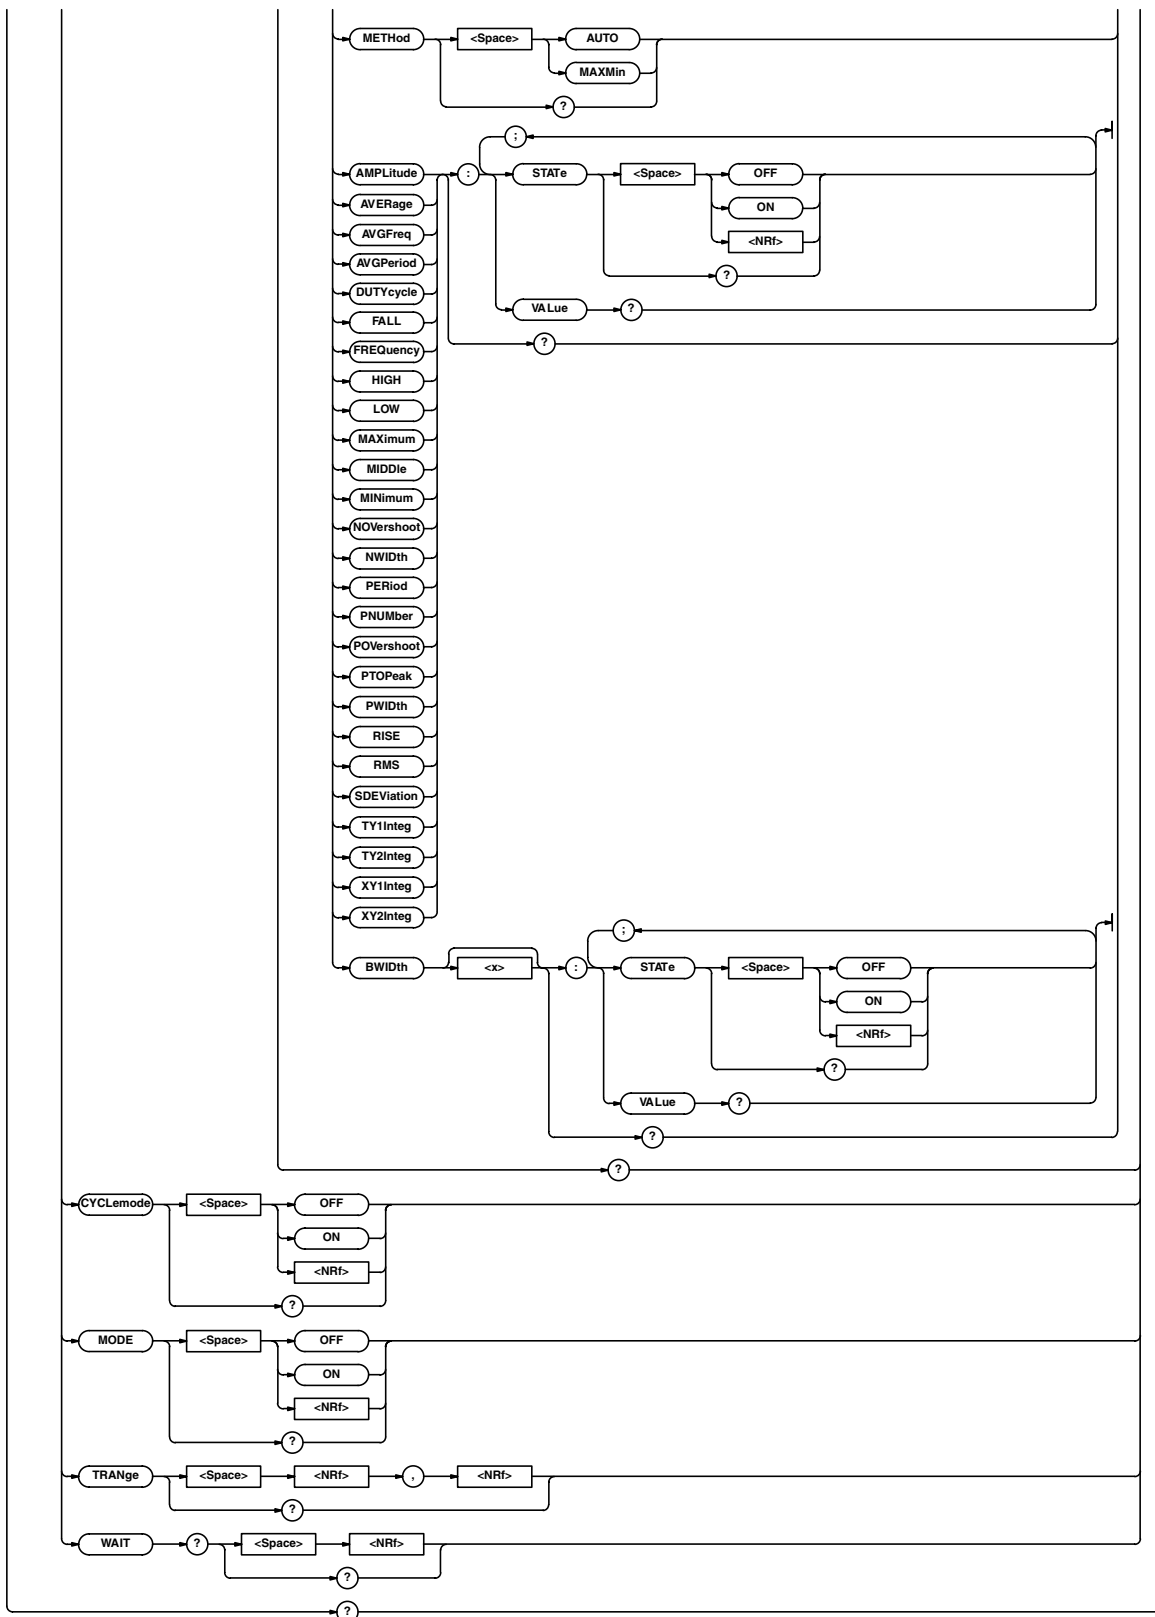 METHod <Space> AUTO
MAXMin
?
;
AMPLitude : STATe <Space> OFF
AVERage ON
AVGFreq <NRf>
AVGPeriod ?
DUTYcycle VALue ?
FALL
FREQuency ?
HIGH
LOW
MAXimum
MIDDle
MINimum
NOVershoot
NWIDth
PERiod
PNUMber
POVershoot
PTOPeak
PWIDth
RISE
RMS
SDEViation
TY1Integ
TY2Integ
XY1Integ
XY2Integ
;
BWIDth <x> : STATe <Space> OFF
ON
<NRf>
?
VALue ?
?
?
CYCLemode <Space> OFF
ON
<NRf>
?
MODE <Space> OFF
ON
<NRf>
?
TRANge <Space> <NRf> , <NRf>
?
WAIT ? <Space> <NRf>
?
?